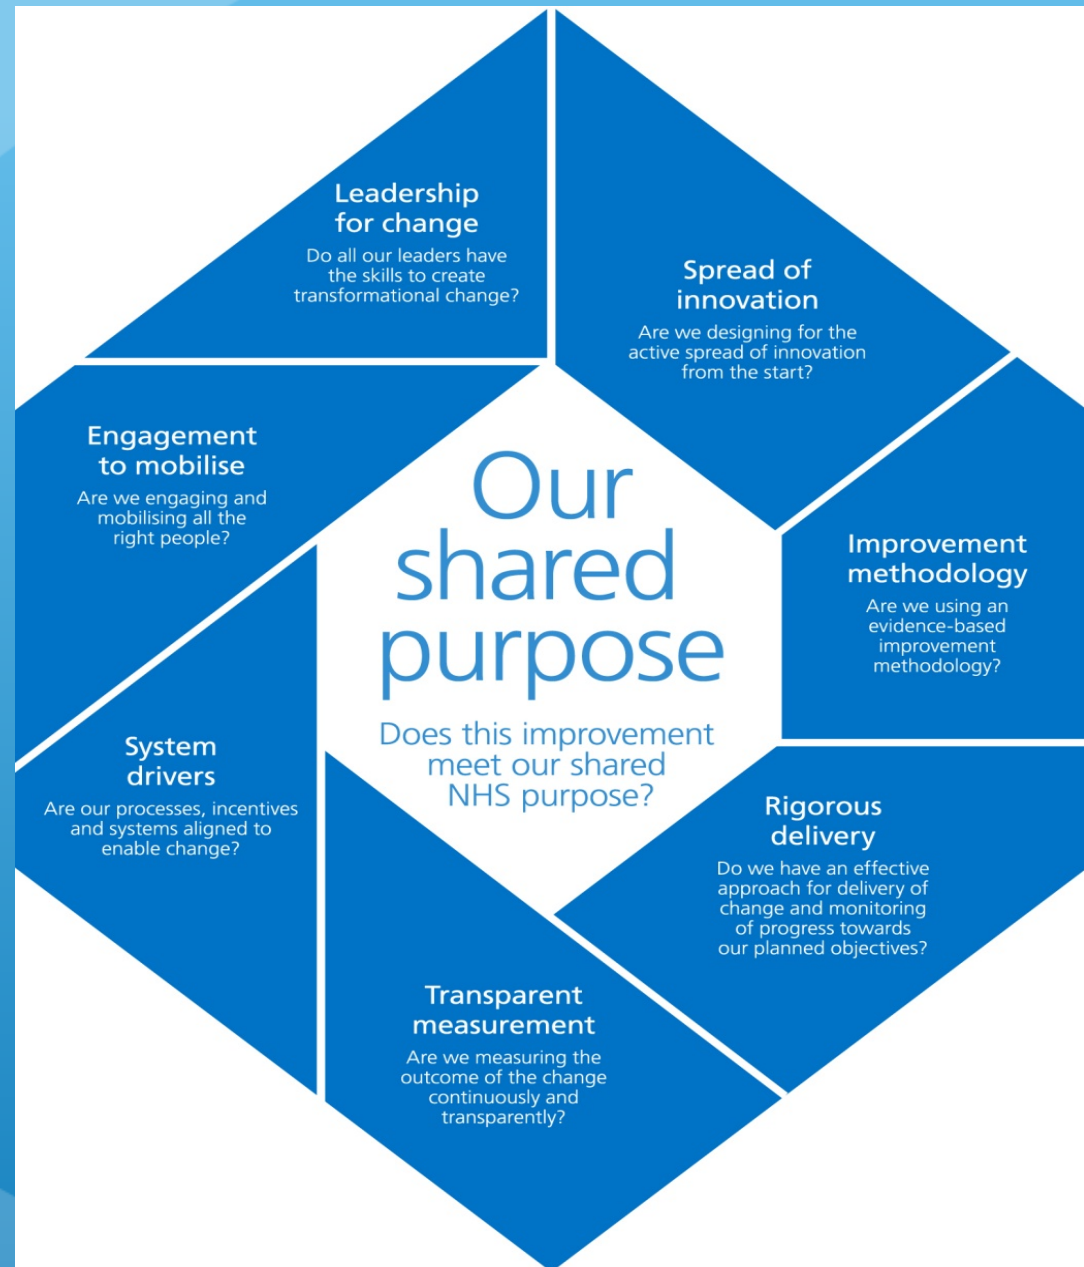 Leadership
for change
Do all our leaders have
the skills to create
transformational change?
Spread of
innovation
Are we designing for the
active spread of innovation
from the start?
Improvement
methodology
Are we using an
evidence-based
improvement
methodology?
Rigorous
delivery
Do we have an effective
approach for delivery of
change and monitoring
of progress towards
our planned objectives?
Transparent
measurement
Are we measuring the
outcome of the change
continuously and
transparently?
System
drivers
Are our processes, incentives
and systems aligned to
enable change?
Engagement
to mobilise
Are we engaging and
mobilising all the
right people?
Our
shared
purpose
Does this improvement
meet our shared
NHS purpose?